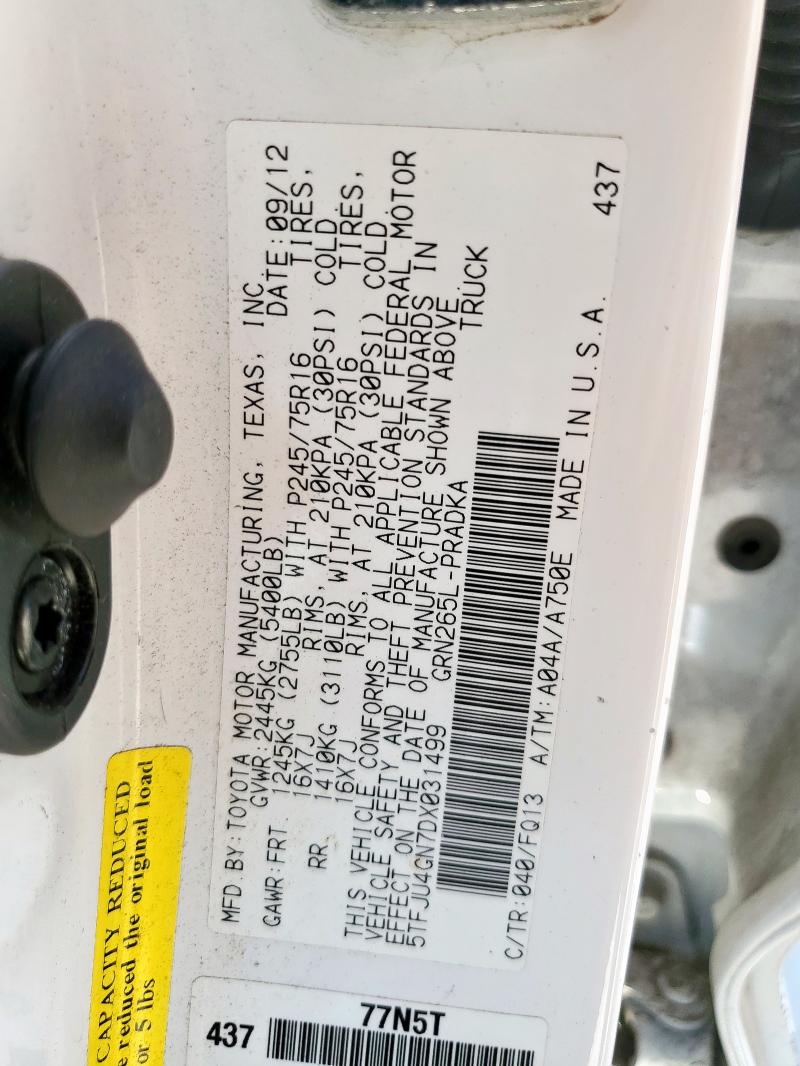 MFD.BY:TOYOTA MOTOR MANUFACTURING, TEXAS, INC.
GVWR:2445KG (5400LB) DATE:09/12
GAWR:FRT. 1245KG (2755LB) WITH P245/75R16 TIRES,
16X7J RIMS, AT 210KPA (30PSI) COLD
RR. 1410KG (3110LB) WITH P245/75R16 TIRES,
16X7J RIMS, AT 210KPA (30PSI) COLD
THIS VEHICLE CONFORMS TO ALL APPLICABLE FEDERAL MOTOR
VEHICLE SAFETY AND THEFT PREVENTION STANDARDS IN
EFFECT ON THE DATE OF MANUFACTURE SHOWN ABOVE.
5TFJU4GN7DX031499 GRN265L-PRADKA TRUCK
C/TR:040/FQ13 A/TM:A04A/A750E MADE IN U.S.A. 437
CAPACITY REDUCED
reduced the original load
or 5 lbs
77N5T
437